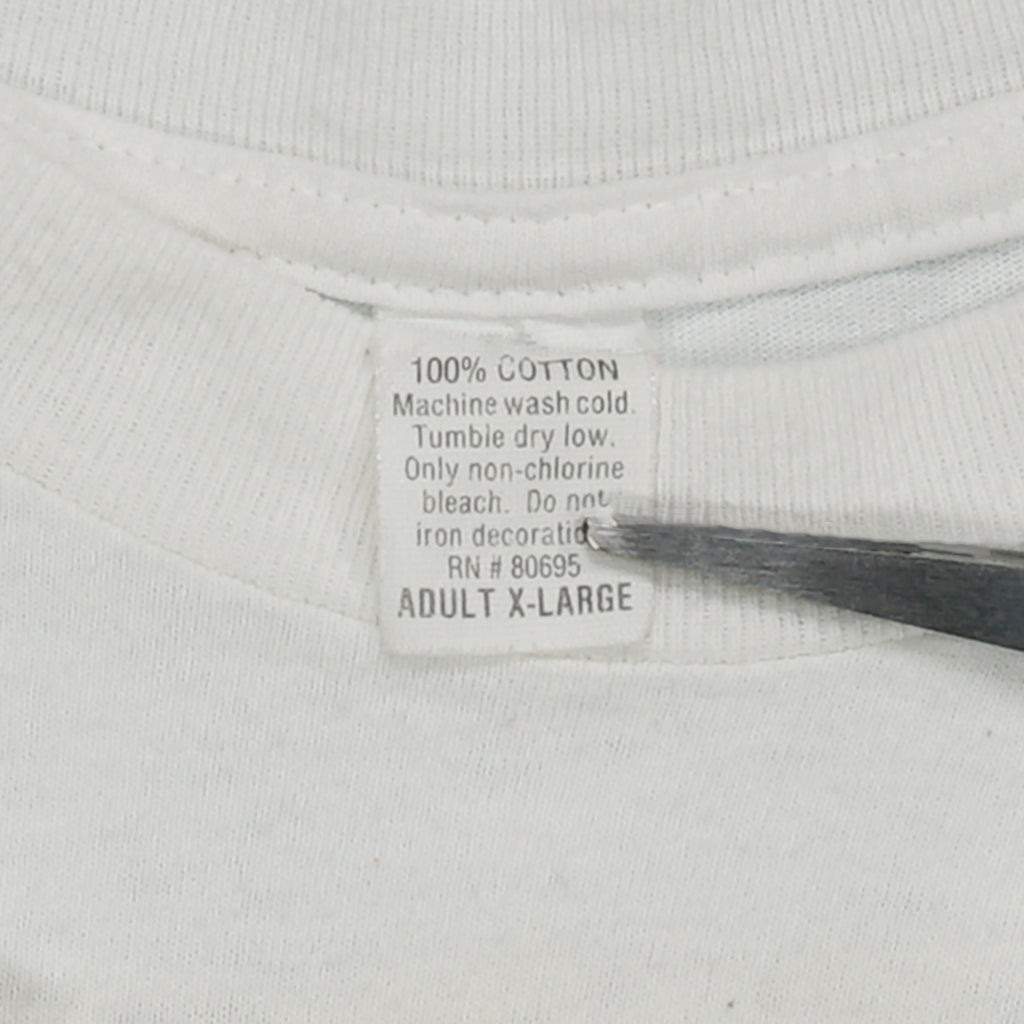 100% COTTON
Machine wash cold.
Tumble dry low.
Only non-chlorine
bleach. Do not
iron decoratio
RN # 80695
ADULT X-LARGE